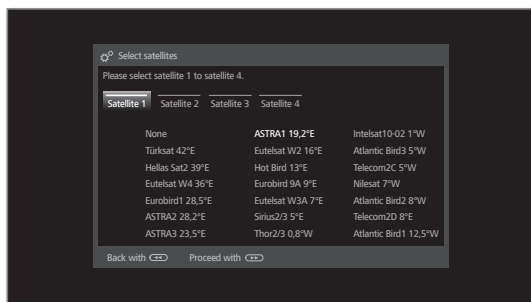 Select satellites
Please select satellite 1 to satellite 4.
Satellite 1 Satellite 2 Satellite 3 Satellite 4
None ASTRA1 19,2°E Intelsat10-02 1°W
Türksat 42°E Eutelsat W2 16°E Atlantic Bird3 5°W
Hellas Sat2 39°E Hot Bird 13°E Telecom2C 5°W
Eutelsat W4 36°E Eurobird 9A 9°E Nilesat 7°W
Eurobird1 28,5°E Eutelsat W3A 7°E Atlantic Bird2 8°W
ASTRA2 28,2°E Sirius2/3 5°E Telecom2D 8°E
ASTRA3 23,5°E Thor2/3 0,8°W Atlantic Bird1 12,5°W
Back with Proceed with